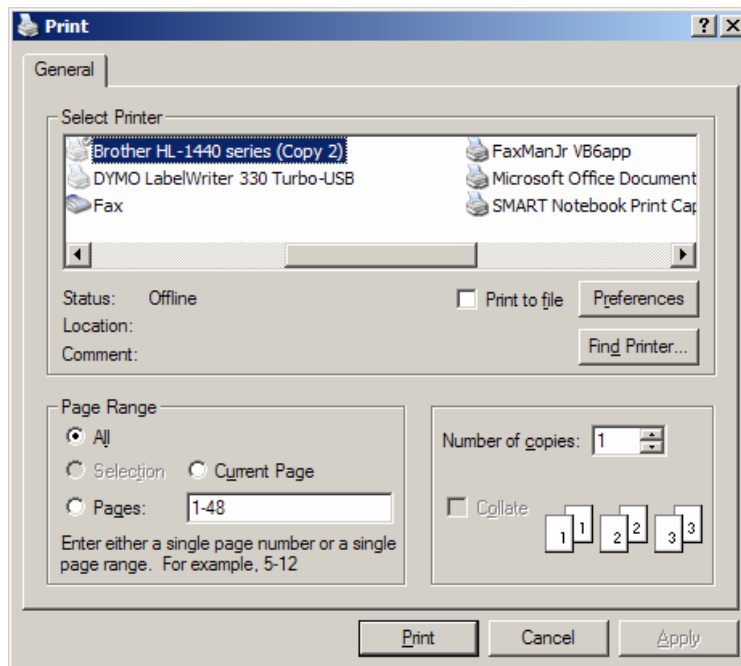 Print
General
Select Printer
Brother HL-1440 series (Copy 2)
DYMO LabelWriter 330 Turbo-USB
Fax
FaxManJr VB6app
Microsoft Office Document
SMART Notebook Print Cap
Status: Offline
Location:
Comment:
Print to file
Preferences
Find Printer...
Page Range
All
Selection
Current Page
Pages: 1-48
Enter either a single page number or a single
page range. For example, 5-12
Number of copies: 1
Collate
1 1 2 2 3 3
Print
Cancel
Apply